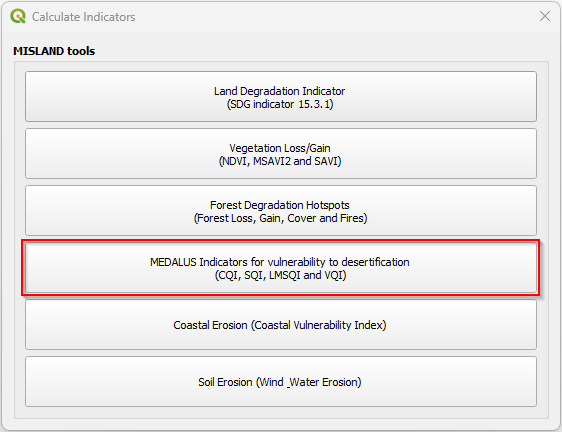 Calculate Indicators
MISLAND tools
Land Degradation Indicator
(SDG indicator 15.3.1)
Vegetation Loss/Gain
(NDVI, MSAVI2 and SAVI)
Forest Degradation Hotspots
(Forest Loss, Gain, Cover and Fires)
MEDALUS Indicators for vulnerability to desertification
(CQI, SQI, LMSQI and VQI)
Coastal Erosion (Coastal Vulnerability Index)
Soil Erosion (Wind _Water Erosion)